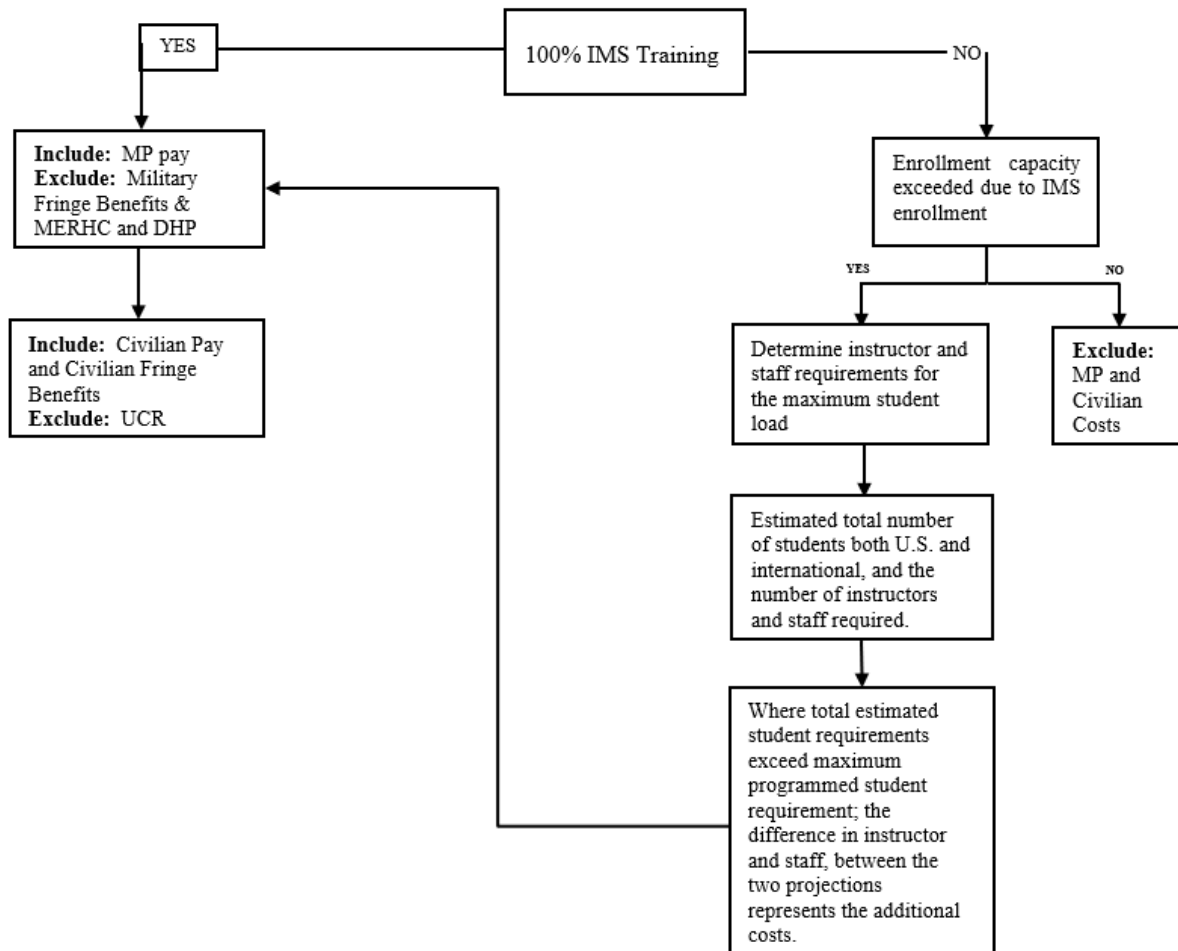 YES
100% IMS Training
NO
Include: MP pay
Exclude: Military
Fringe Benefits &
MERHC and DHP
Enrollment capacity
exceeded due to IMS
enrollment
YES
NO
Include: Civilian Pay
and Civilian Fringe
Benefits
Exclude: UCR
Determine instructor and
staff requirements for
the maximum student
load
Exclude:
MP and
Civilian
Costs
Estimated total number
of students both U.S. and
international, and the
number of instructors
and staff required.
Where total estimated
student requirements
exceed maximum
programmed student
requirement; the
difference in instructor
and staff, between the
two projections
represents the additional
costs.